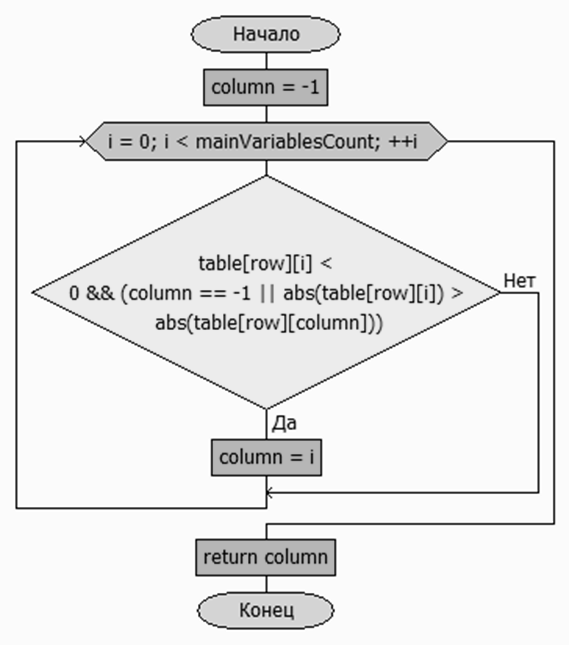 Начало
column = -1
i = 0; i < mainVariablesCount; ++i
table[row][i] <
0 && (column == -1 || abs(table[row][i]) >
abs(table[row][column]))
Нет
Да
column = i
return column
Конец